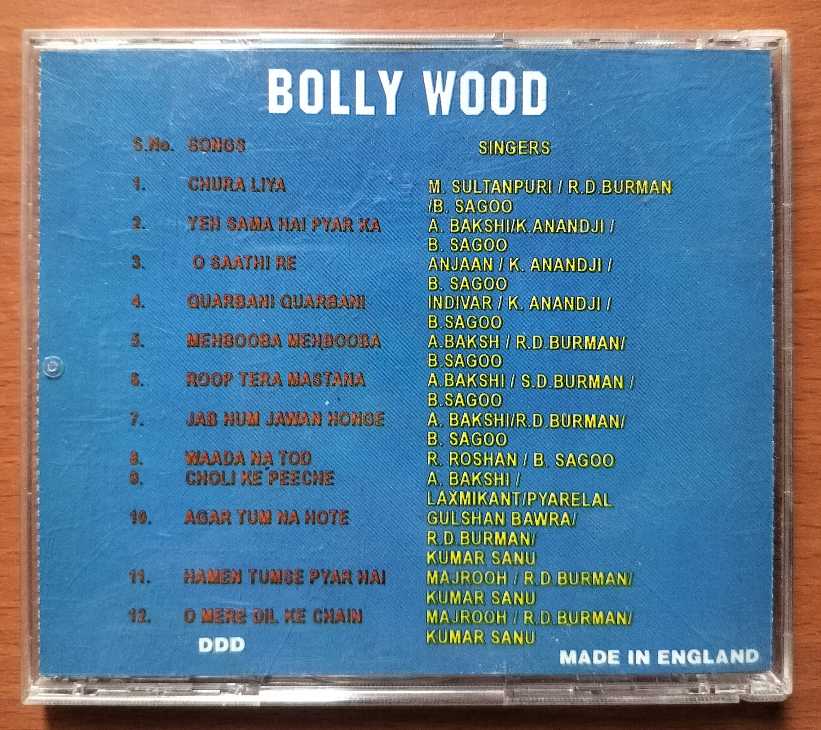 BOLLY WOOD
S.No. SONGS SINGERS
1. CHURA LIYA M. SULTANPURI / R.D.BURMAN
/B. SAGOO
2. YEH SAMA HAI PYAR KA A. BAKSHI/K.ANANDJI /
B. SAGOO
3. O SAATHI RE ANJAAN / K. ANANDJI /
B. SAGOO
4. QUARBANI QUARBANI INDIVAR / K. ANANDJI /
B.SAGOO
5. MEHBOOBA MEHBOOBA A.BAKSH / R.D.BURMAN/
B.SAGOO
6. ROOP TERA MASTANA A.BAKSHI / S.D.BURMAN /
B.SAGOO
7. JAB HUM JAWAN HONGE A. BAKSHI/R.D.BURMAN/
B. SAGOO
8. WAADA NA TOD R. ROSHAN / B. SAGOO
9. CHOLI KE PEECHE A. BAKSHI /
LAXMIKANT/PYARELAL
10. AGAR TUM NA HOTE GULSHAN BAWRA/
R.D.BURMAN/
KUMAR SANU
11. HAMEN TUMSE PYAR HAI MAJROOH / R.D.BURMAN/
KUMAR SANU
12. O MERE DIL KE CHAIN MAJROOH / R.D.BURMAN/
KUMAR SANU
DDD
MADE IN ENGLAND